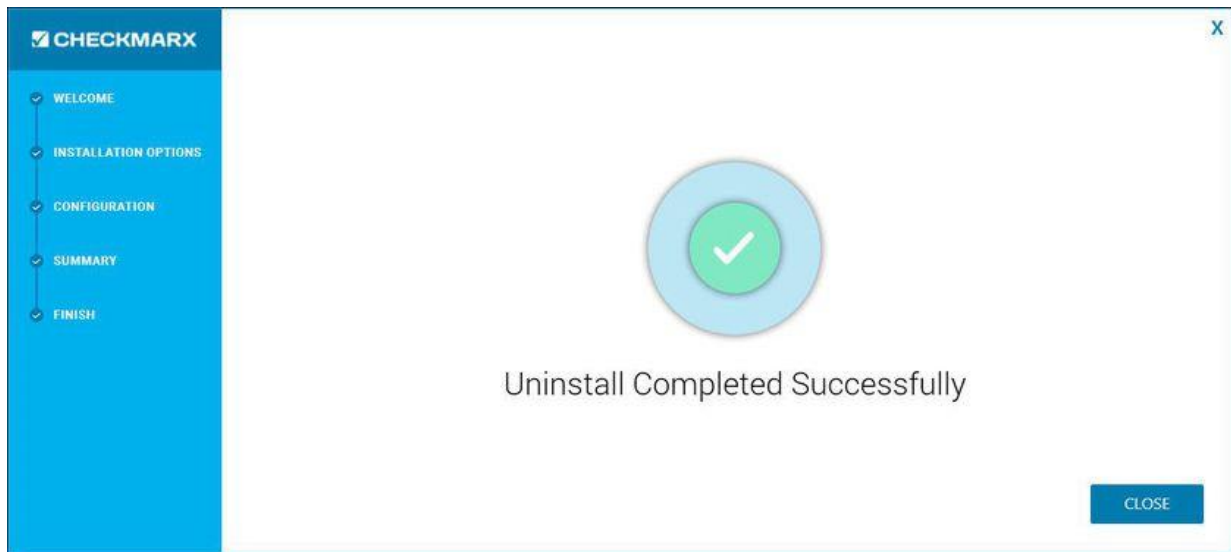 CHECKMARX
X
WELCOME
INSTALLATION OPTIONS
CONFIGURATION
SUMMARY
FINISH
Uninstall Completed Successfully
CLOSE